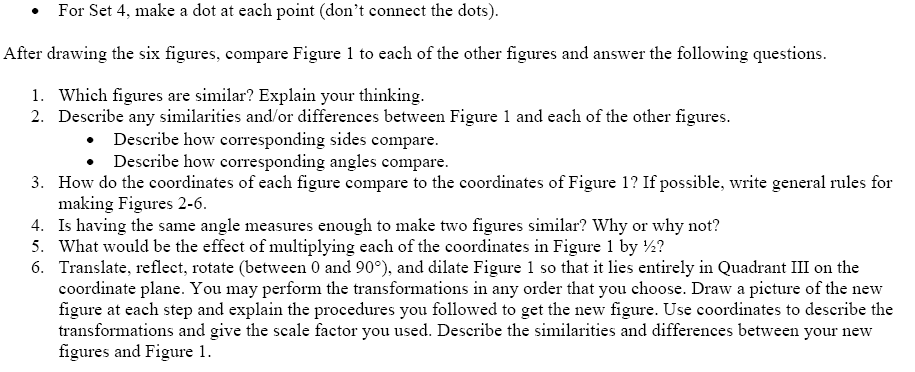 • For Set 4, make a dot at each point (don’t connect the dots).
After drawing the six figures, compare Figure 1 to each of the other figures and answer the following questions.
1. Which figures are similar? Explain your thinking.
2. Describe any similarities and/or differences between Figure 1 and each of the other figures.
• Describe how corresponding sides compare.
• Describe how corresponding angles compare.
3. How do the coordinates of each figure compare to the coordinates of Figure 1? If possible, write general rules for
making Figures 2-6.
4. Is having the same angle measures enough to make two figures similar? Why or why not?
5. What would be the effect of multiplying each of the coordinates in Figure 1 by ½?
6. Translate, reflect, rotate (between 0 and 90°), and dilate Figure 1 so that it lies entirely in Quadrant III on the
coordinate plane. You may perform the transformations in any order that you choose. Draw a picture of the new
figure at each step and explain the procedures you followed to get the new figure. Use coordinates to describe the
transformations and give the scale factor you used. Describe the similarities and differences between your new
figures and Figure 1.